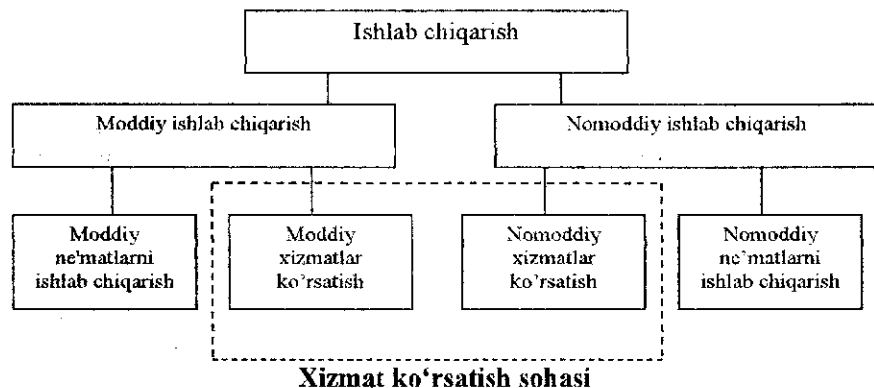 Ishlab chiqarish
Moddiy ishlab chiqarish
Nomoddiy ishlab chiqarish
Moddiy
ne'matlarni
ishlab chiqarish
Moddiy
xizmatlar
ko'rsatish
Nomoddiy
xizmatlar
ko'rsatish
Nomoddiy
ne'matlarni
ishlab chiqarish
Xizmat ko‘rsatish sohasi